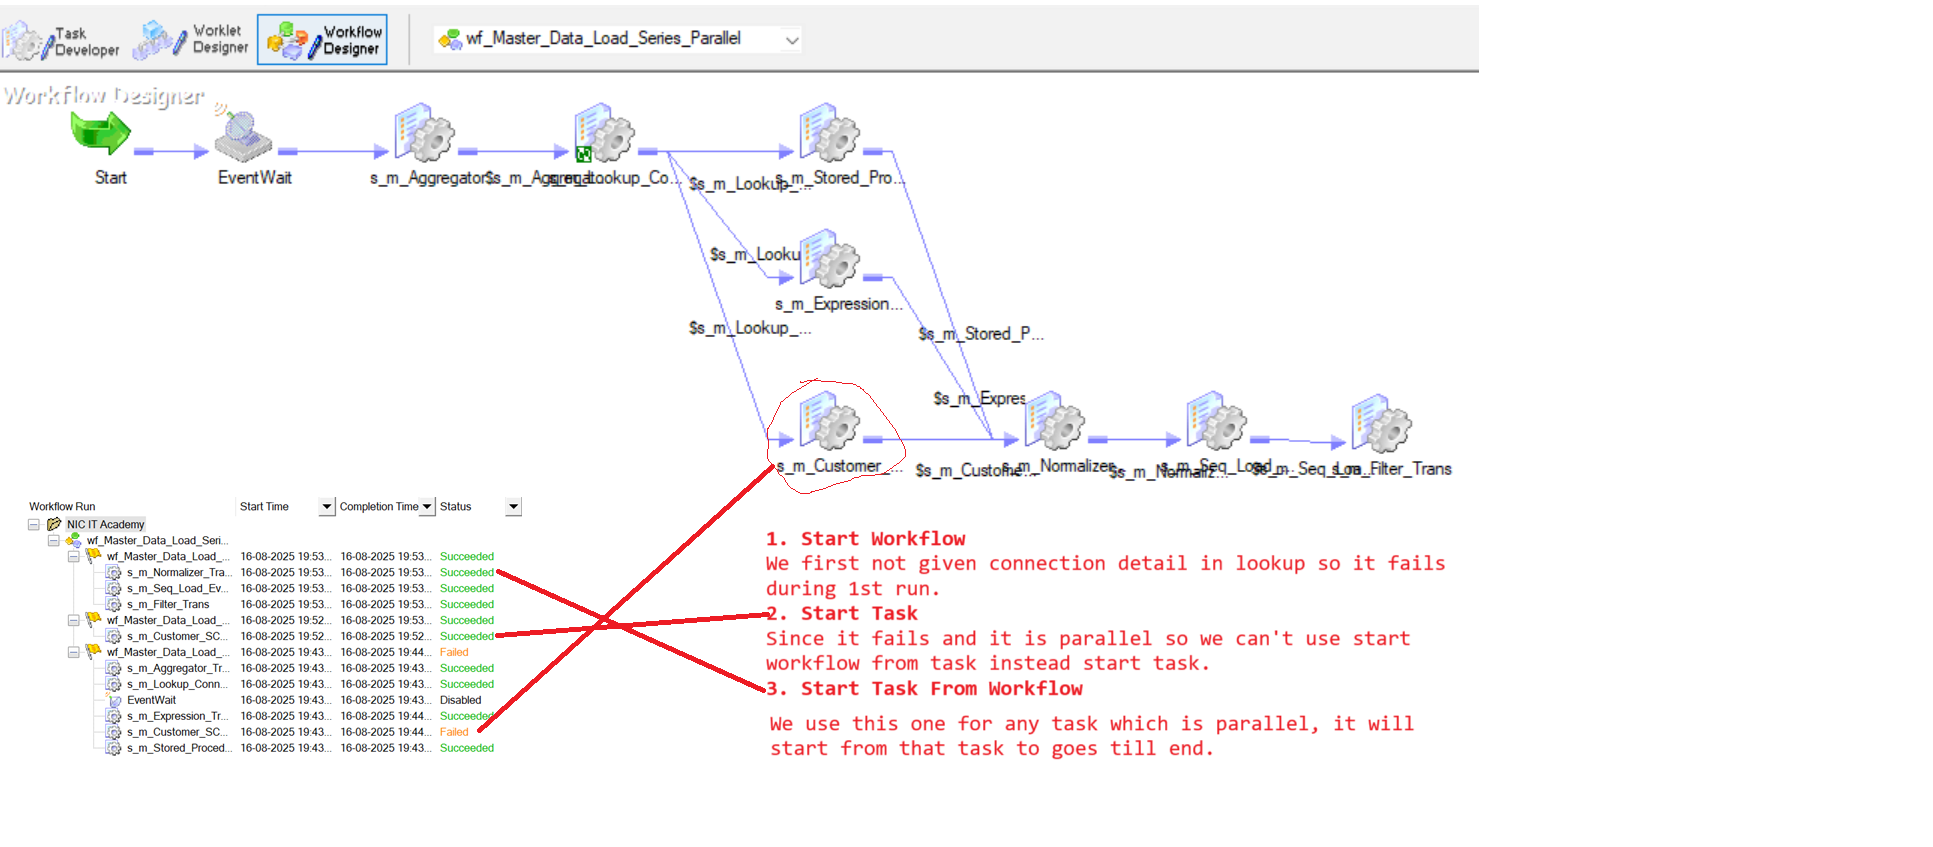 Task
Developer
Worklet
Designer
Workflow
Designer
wf_Master_Data_Load_Series_Parallel
Workflow Designer
Start
EventWait
s_m_Aggregator
$s_m_Aggregat...
s_m_Lookup_Co...
$s_m_Lookup_...
s_m_Stored_Pro...
$s_m_Looku
s_m_Expression...
$s_m_Lookup_...
$s_m_Stored_P...
$s_m_Expres
s_m_Customer_...
$s_m_Custome...
s_m_Normalizer
$s_m_Normaliz...
s_m_Seq_Load_...
$s_m_Seq_Loa
s_m_Filter_Trans
Workflow Run Start Time Completion Time Status
NIC IT Academy
wf_Master_Data_Load_Seri...
wf_Master_Data_Load_... 16-08-2025 19:53... 16-08-2025 19:53... Succeeded
s_m_Normalizer_Tra... 16-08-2025 19:53... 16-08-2025 19:53... Succeeded
s_m_Seq_Load_Ev... 16-08-2025 19:53... 16-08-2025 19:53... Succeeded
s_m_Filter_Trans 16-08-2025 19:53... 16-08-2025 19:53... Succeeded
wf_Master_Data_Load_... 16-08-2025 19:52... 16-08-2025 19:53... Succeeded
s_m_Customer_SC... 16-08-2025 19:52... 16-08-2025 19:52... Succeeded
wf_Master_Data_Load_... 16-08-2025 19:43... 16-08-2025 19:44... Failed
s_m_Aggregator_Tr... 16-08-2025 19:43... 16-08-2025 19:43... Succeeded
s_m_Lookup_Conn... 16-08-2025 19:43... 16-08-2025 19:43... Succeeded
EventWait 16-08-2025 19:43... 16-08-2025 19:43... Disabled
s_m_Expression_Tr... 16-08-2025 19:43... 16-08-2025 19:44... Succeeded
s_m_Customer_SC... 16-08-2025 19:43... 16-08-2025 19:44... Failed
s_m_Stored_Proced... 16-08-2025 19:43... 16-08-2025 19:43... Succeeded
1. Start Workflow
We first not given connection detail in lookup so it fails
during 1st run.
2. Start Task
Since it fails and it is parallel so we can't use start
workflow from task instead start task.
3. Start Task From Workflow
We use this one for any task which is parallel, it will
start from that task to goes till end.